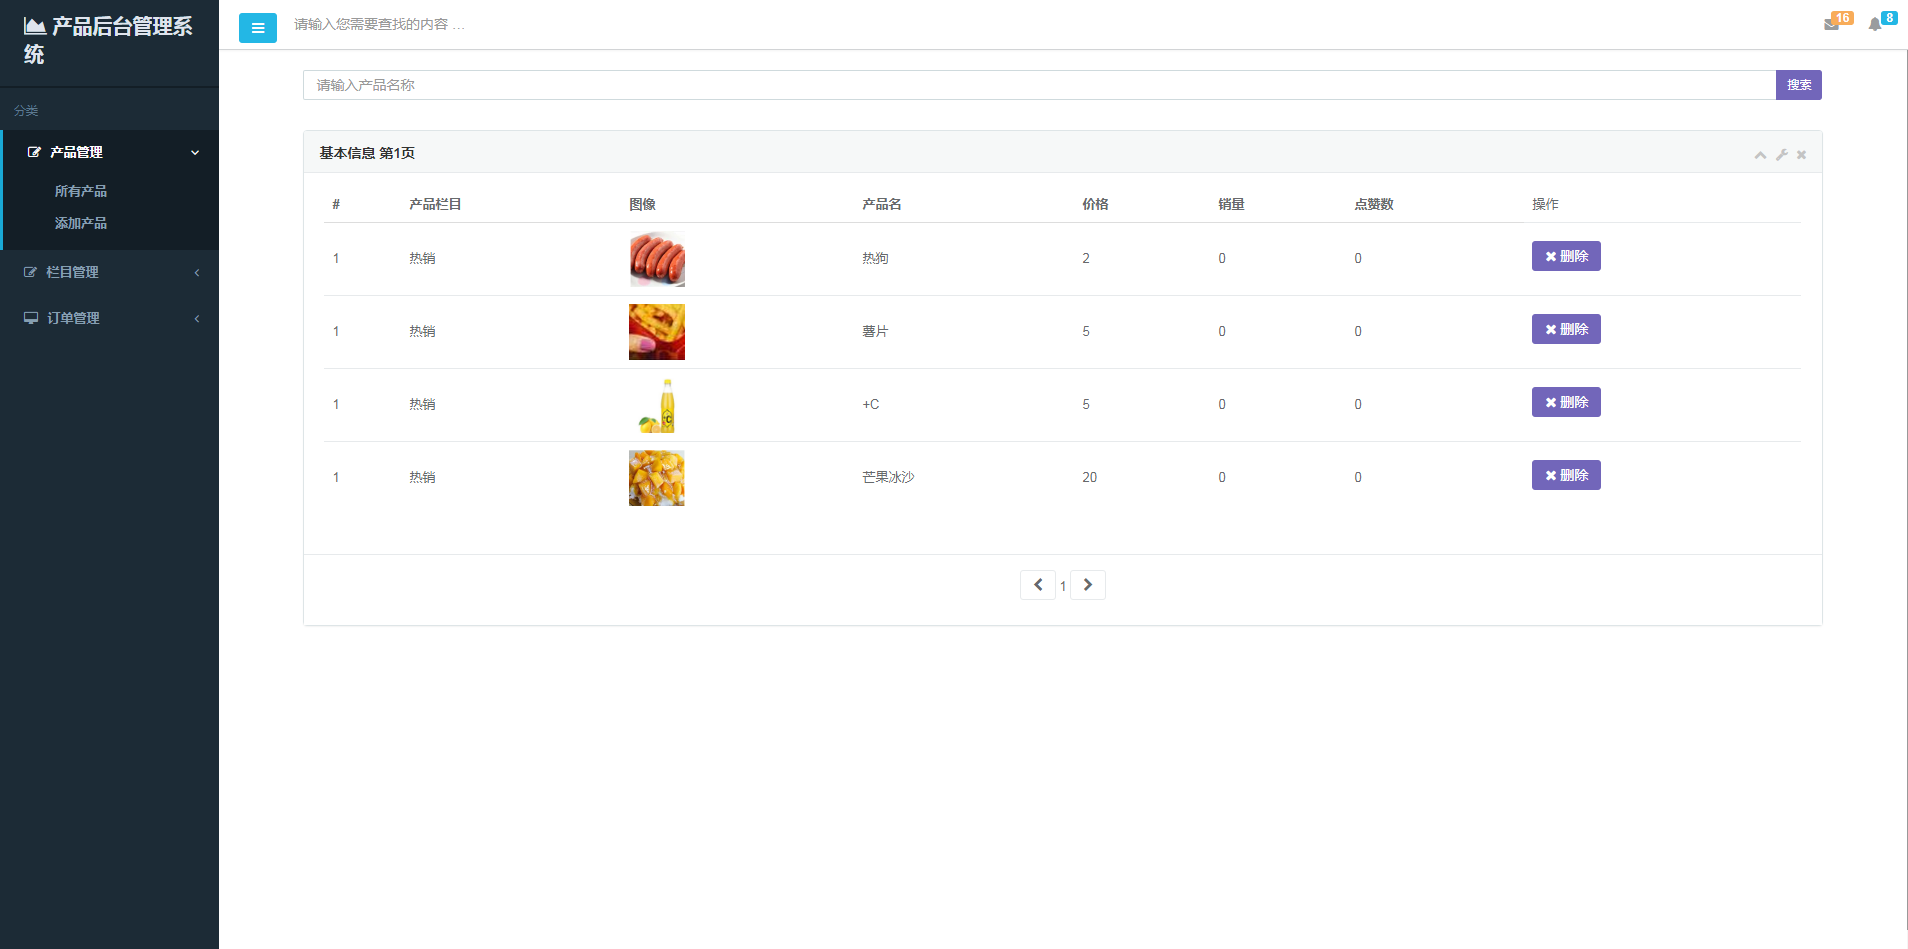 产品后台管理系
统
请输入您需要查找的内容 …
16
8
分类
产品管理
所有产品
添加产品
栏目管理
订单管理
请输入产品名称
搜索
基本信息 第1页
# 产品栏目 图像 产品名 价格 销量 点赞数 操作
1 热销 热狗 2 0 0 删除
1 热销 薯片 5 0 0 删除
1 热销 +C 5 0 0 删除
1 热销 芒果冰沙 20 0 0 删除
1